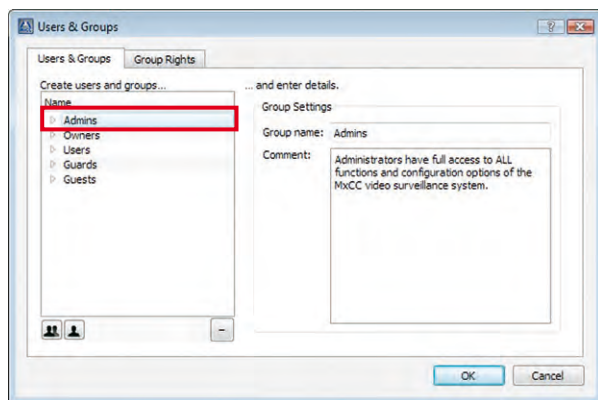 Users & Groups
Users & Groups
Group Rights
Create users and groups...
... and enter details.
Name
Admins
Owners
Users
Guards
Guests
Group Settings
Group name: Admins
Comment:
Administrators have full access to ALL
functions and configuration options of the
MxCC video surveillance system.
OK
Cancel